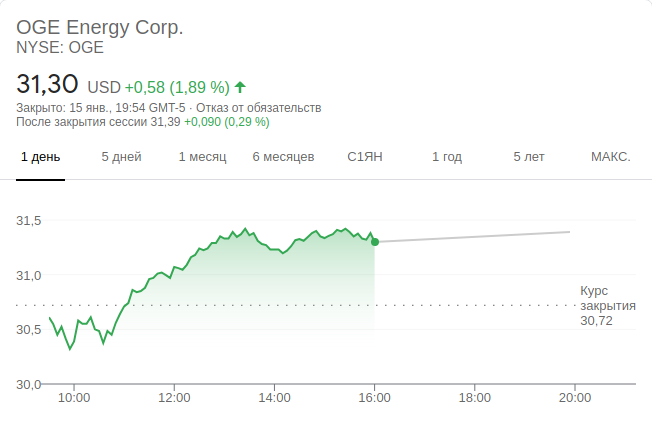 OGE Energy Corp.
NYSE: OGE
31,30 USD +0,58 (1,89 %)
Закрыто: 15 янв., 19:54 GMT-5 · Отказ от обязательств
После закрытия сессии 31,39 +0,090 (0,29 %)
1 день 5 дней 1 месяц 6 месяцев С1ЯН 1 год 5 лет МАКС.
31,5
31,0
30,5
30,0
Курс
закрытия
30,72
10:00 12:00 14:00 16:00 18:00 20:00